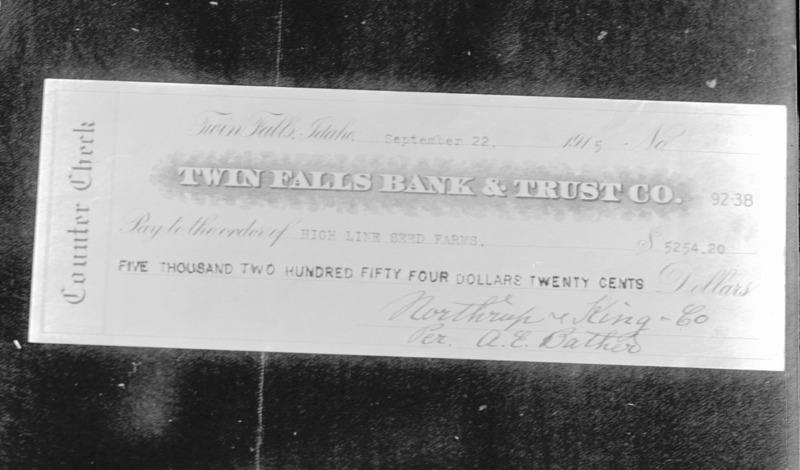 Counter Check
Twin Falls, Idaho, September 22. 1915 No
TWIN FALLS BANK & TRUST CO. 92-38
Pay to the order of HIGH LINE SEED FARMS. $ 5254.20
FIVE THOUSAND TWO HUNDRED FIFTY FOUR DOLLARS TWENTY CENTS Dollars
Northrup & King - Co
Per. A. E. Bather